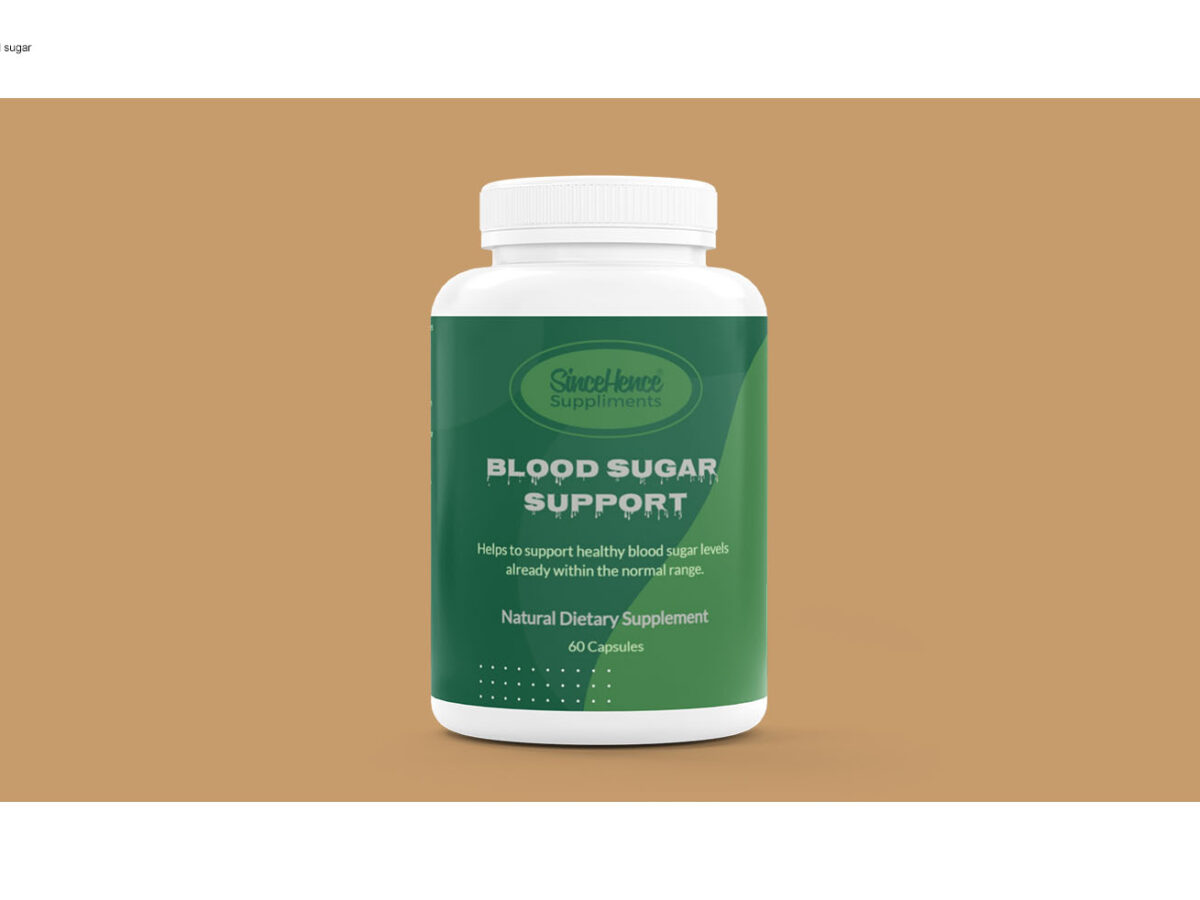 sugar
SinceHence®
Suppliments
BLOOD SUGAR
SUPPORT
Helps to support healthy blood sugar levels
already within the normal range.
Natural Dietary Supplement
60 Capsules